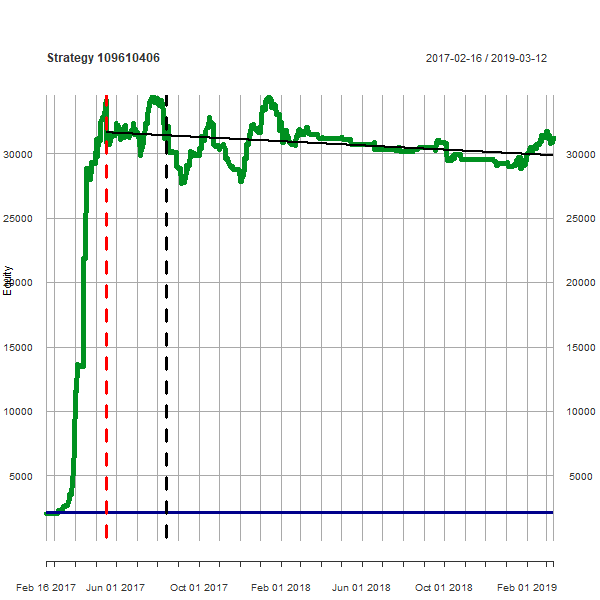 Strategy 109610406
2017-02-16 / 2019-03-12
30000
30000
25000
25000
Equity
20000
20000
15000
15000
10000
10000
5000
5000
Feb 16 2017
Jun 01 2017
Oct 01 2017
Feb 01 2018
Jun 01 2018
Oct 01 2018
Feb 01 2019